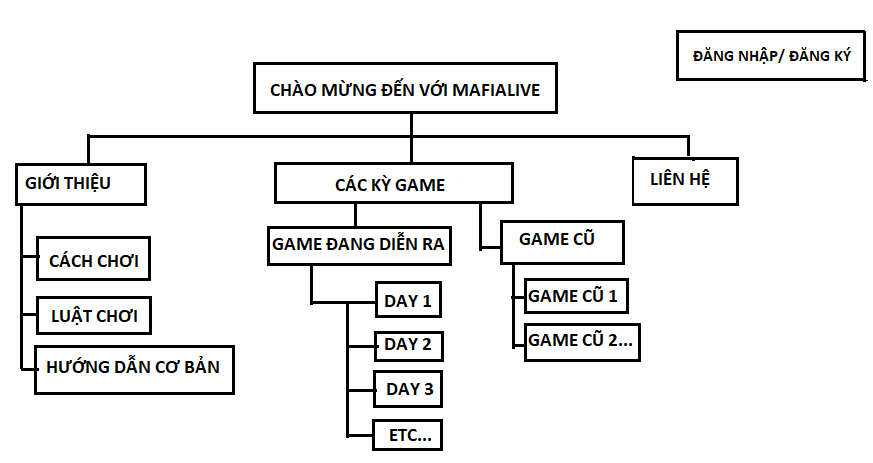 ĐĂNG NHẬP/ ĐĂNG KÝ
CHÀO MỪNG ĐẾN VỚI MAFIALIVE
GIỚI THIỆU
CÁC KỲ GAME
LIÊN HỆ
CÁCH CHƠI
LUẬT CHƠI
HƯỚNG DẪN CƠ BẢN
GAME ĐANG DIỄN RA
DAY 1
DAY 2
DAY 3
ETC...
GAME CŨ
GAME CŨ 1
GAME CŨ 2...